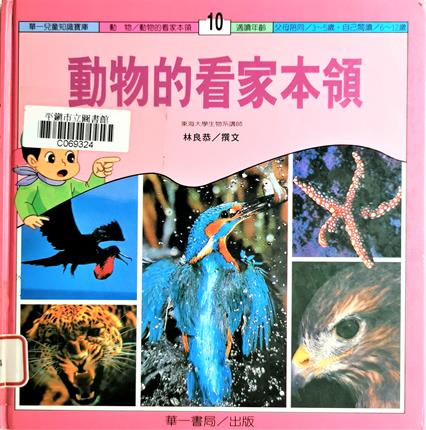 華一兒童知識寶庫
動 物／動物的看家本領
10
適讀年齡
父母陪同／3～5歲・自己閱讀／6～12歲
動物的看家本領
平鎮市立圖書館
C069324
東海大學生物系講師
林良恭／撰文
華一書局／出版